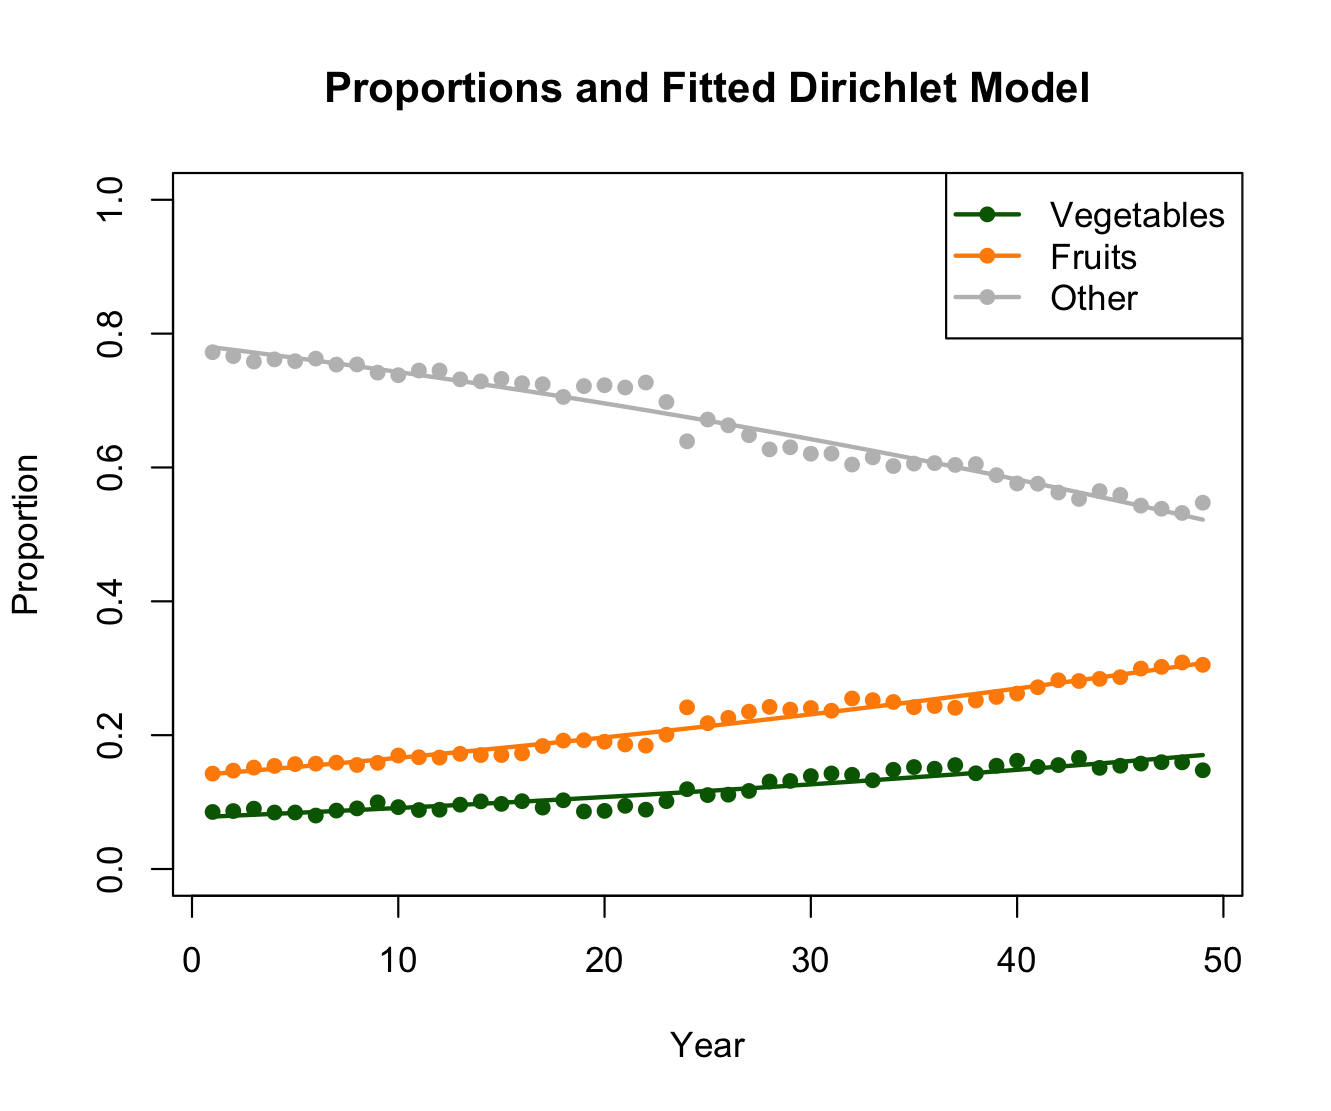 Proportions and Fitted Dirichlet Model
Vegetables
Fruits
Other
Proportion
1.0
0.8
0.6
0.4
0.2
0.0
0 10 20 30 40 50
Year